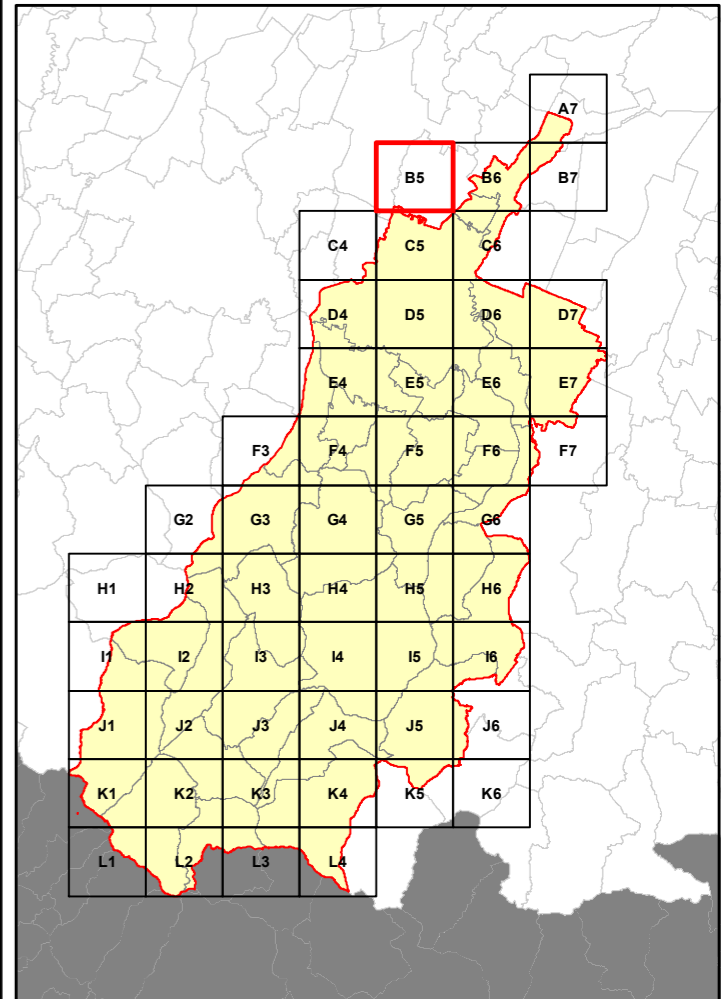 A7
B5 B6 B7
C4 C5 C6
D4 D5 D6 D7
E4 E5 E6 E7
F3 F4 F5 F6 F7
G2 G3 G4 G5 G6
H1 H2 H3 H4 H5 H6
I1 I2 I3 I4 I5 I6
J1 J2 J3 J4 J5 J6
K1 K2 K3 K4 K5 K6
L1 L2 L3 L4